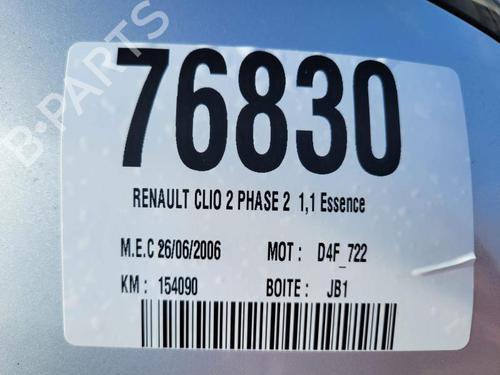 76830
RENAULT CLIO 2 PHASE 2 1,1 Essence
M.E.C 26/06/2006 MOT : D4F_722
KM : 154090 BOITE : JB1
B-PARTS